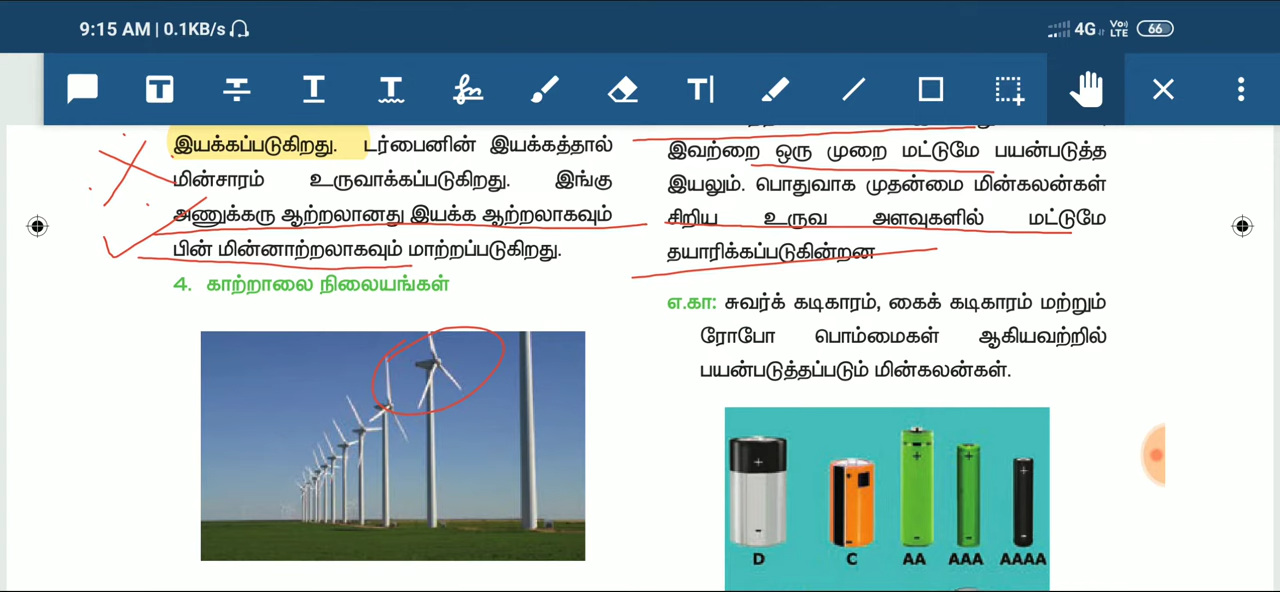 9:15 AM | 0.1KB/s
4G
Vo))
LTE
66
இயக்கப்படுகிறது. டர்பைனின் இயக்கத்தால்
மின்சாரம் உருவாக்கப்படுகிறது. இங்கு
அணுக்கரு ஆற்றலானது இயக்க ஆற்றலாகவும்
பின் மின்னாற்றலாகவும் மாற்றப்படுகிறது.
4. காற்றாலை நிலையங்கள்
இவற்றை ஒரு முறை மட்டுமே பயன்படுத்த
இயலும். பொதுவாக முதன்மை மின்கலன்கள்
சிறிய உருவ அளவுகளில் மட்டுமே
தயாரிக்கப்படுகின்றன
எ.கா: சுவர்க் கடிகாரம், கைக் கடிகாரம் மற்றும்
ரோபோ பொம்மைகள் ஆகியவற்றில்
பயன்படுத்தப்படும் மின்கலன்கள்.
D C AA AAA AAAA